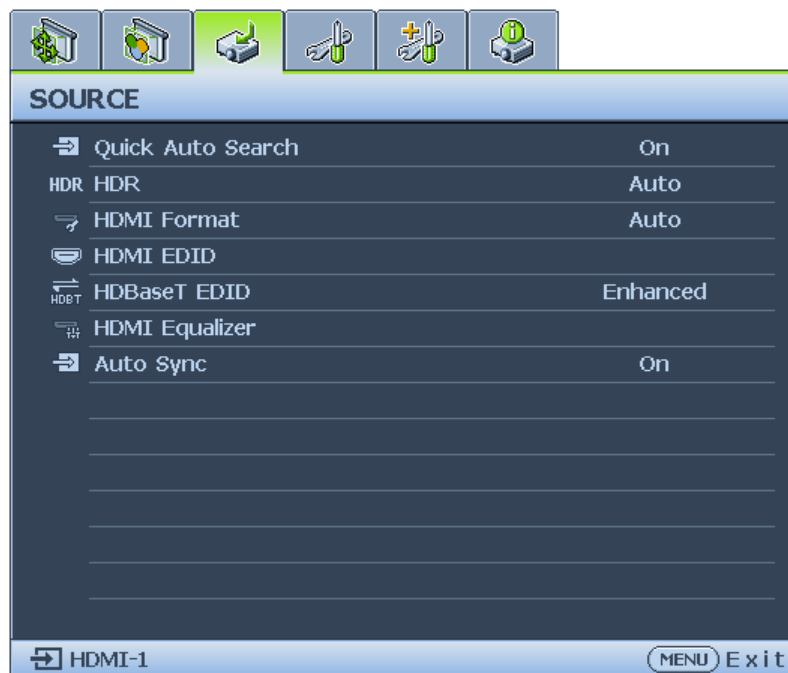 SOURCE
Quick Auto Search On
HDR HDR Auto
HDMI Format Auto
HDMI EDID
HDBT HDBaseT EDID Enhanced
HDMI Equalizer
Auto Sync On
HDMI-1 MENU Exit